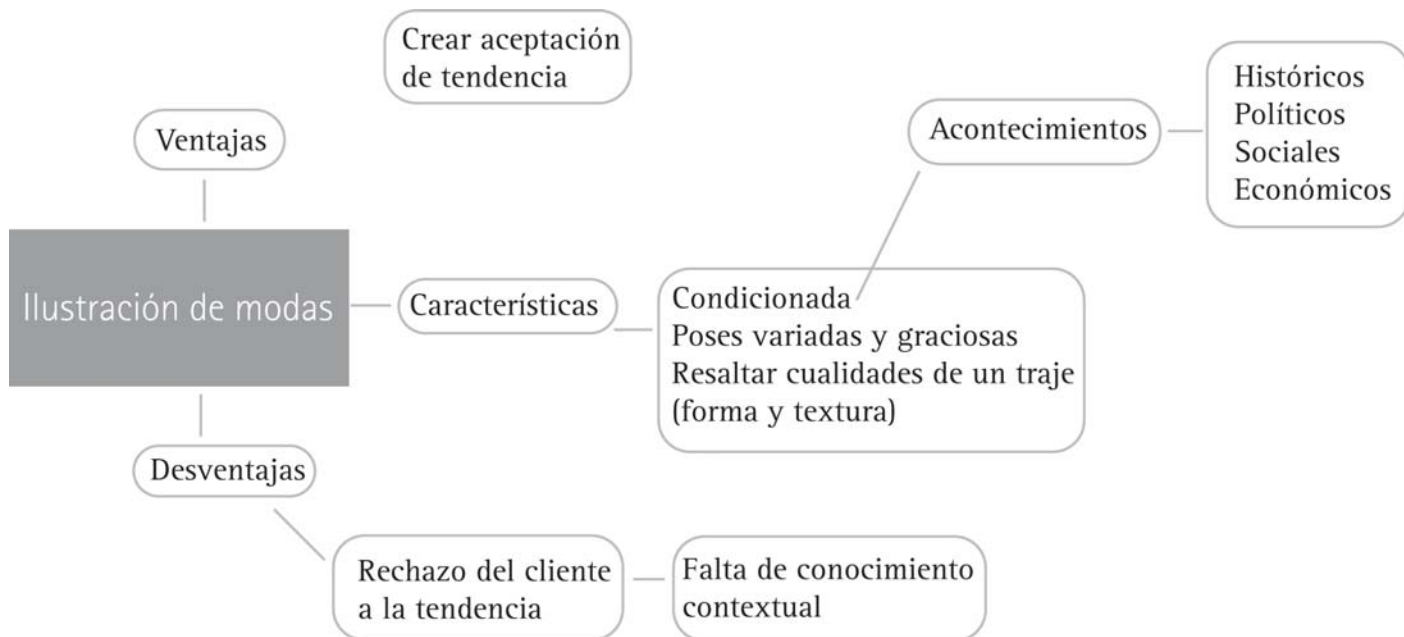 Crear aceptación
de tendencia
Ventajas
Acontecimientos
Históricos
Políticos
Sociales
Económicos
Ilustración de modas
Característíticas
Condicionada
Poses variadas y graciosas
Resaltar cualidades de un traje
(forma y textura)
Desventajas
Rechazo del cliente
a la tendencia
Falta de conocimiento
contextual